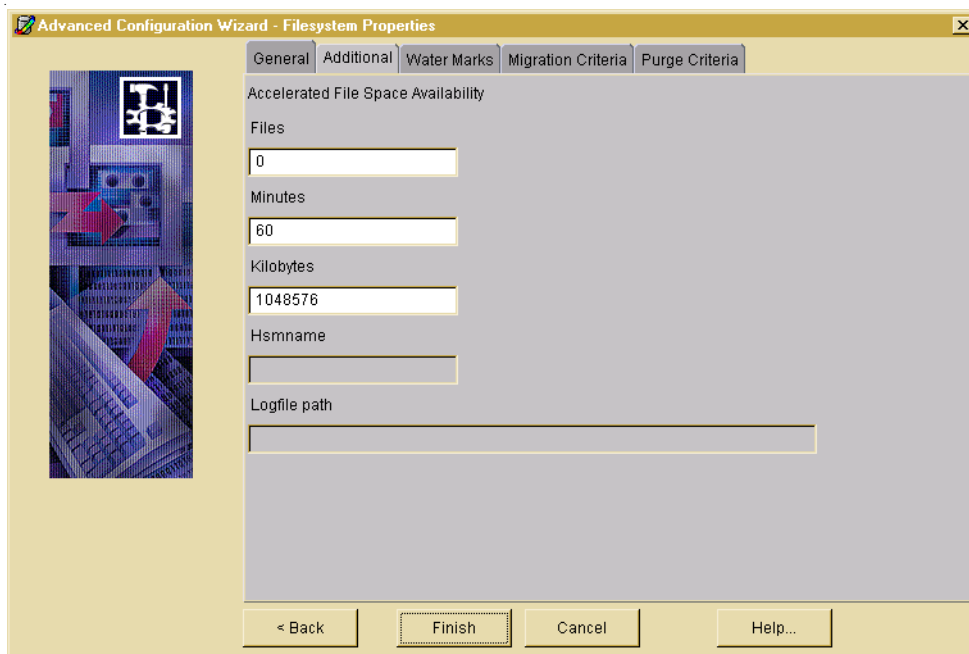 Advanced Configuration Wizard - Filesystem Properties
General Additional Water Marks Migration Criteria Purge Criteria
Accelerated File Space Availability
Files
0
Minutes
60
Kilobytes
1048576
Hsmname
Logfile path
< Back Finish Cancel Help...